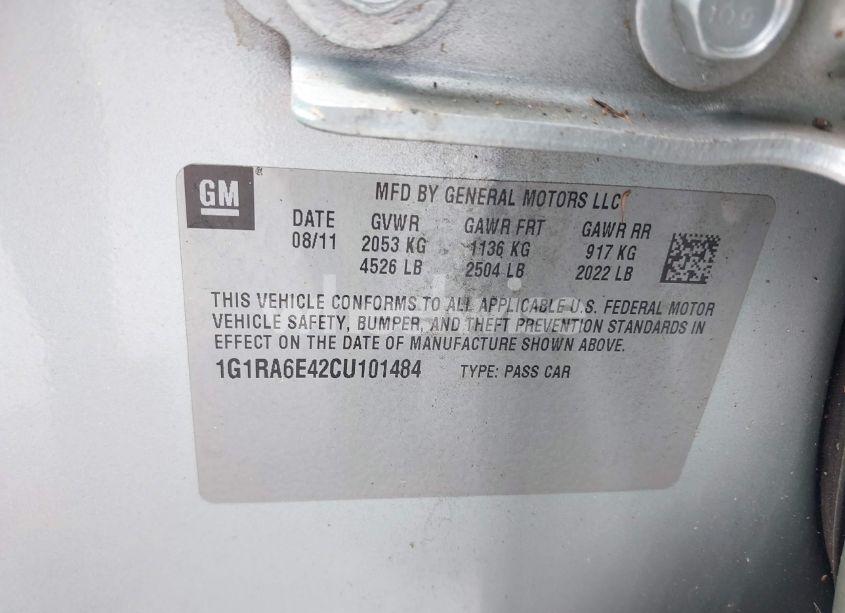 109
GM
MFD BY GENERAL MOTORS LLC
DATE GVWR GAWR FRT GAWR RR
08/11 2053 KG 1136 KG 917 KG
4526 LB 2504 LB 2022 LB
THIS VEHICLE CONFORMS TO ALL APPLICABLE U.S. FEDERAL MOTOR
VEHICLE SAFETY, BUMPER, AND THEFT PREVENTION STANDARDS IN
EFFECT ON THE DATE OF MANUFACTURE SHOWN ABOVE.
1G1RA6E42CU101484 TYPE: PASS CAR